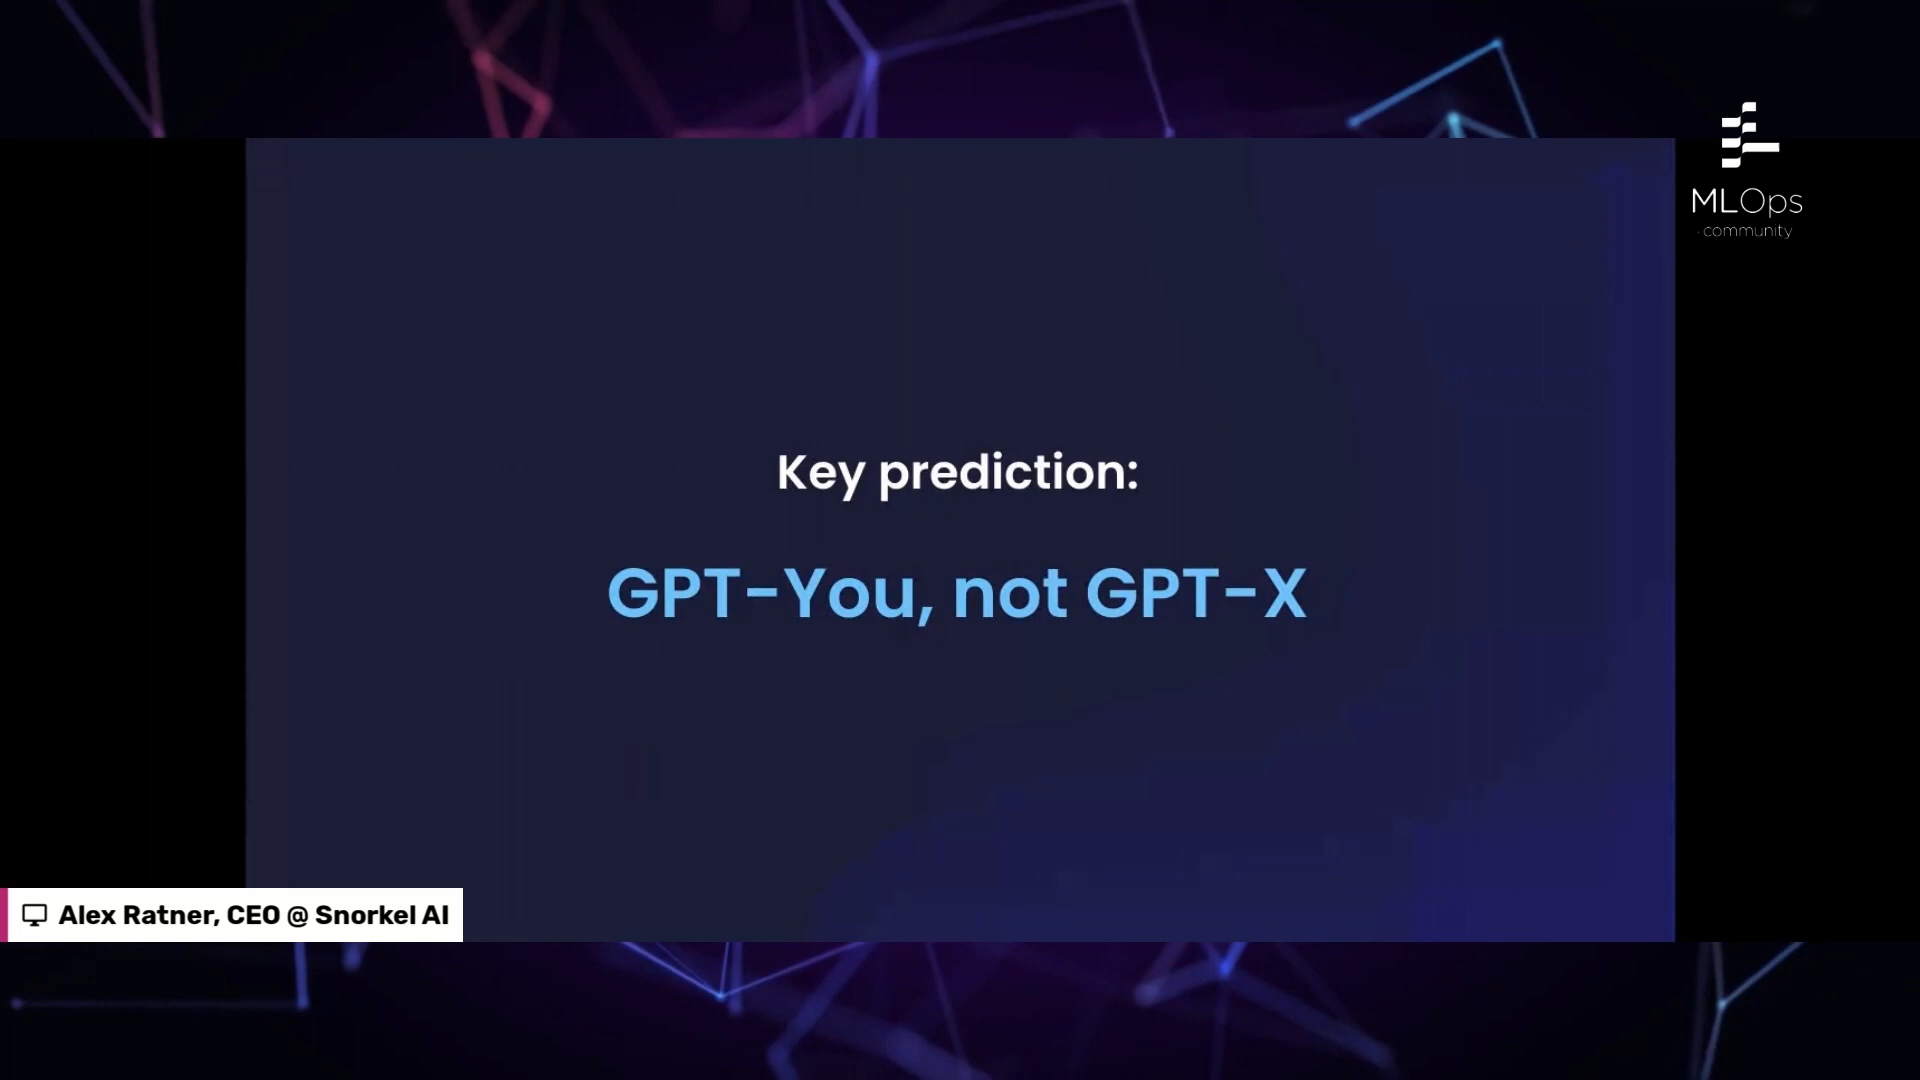 MLOps
community
Key prediction:
GPT-You, not GPT-X
Alex Ratner, CEO @ Snorkel AI